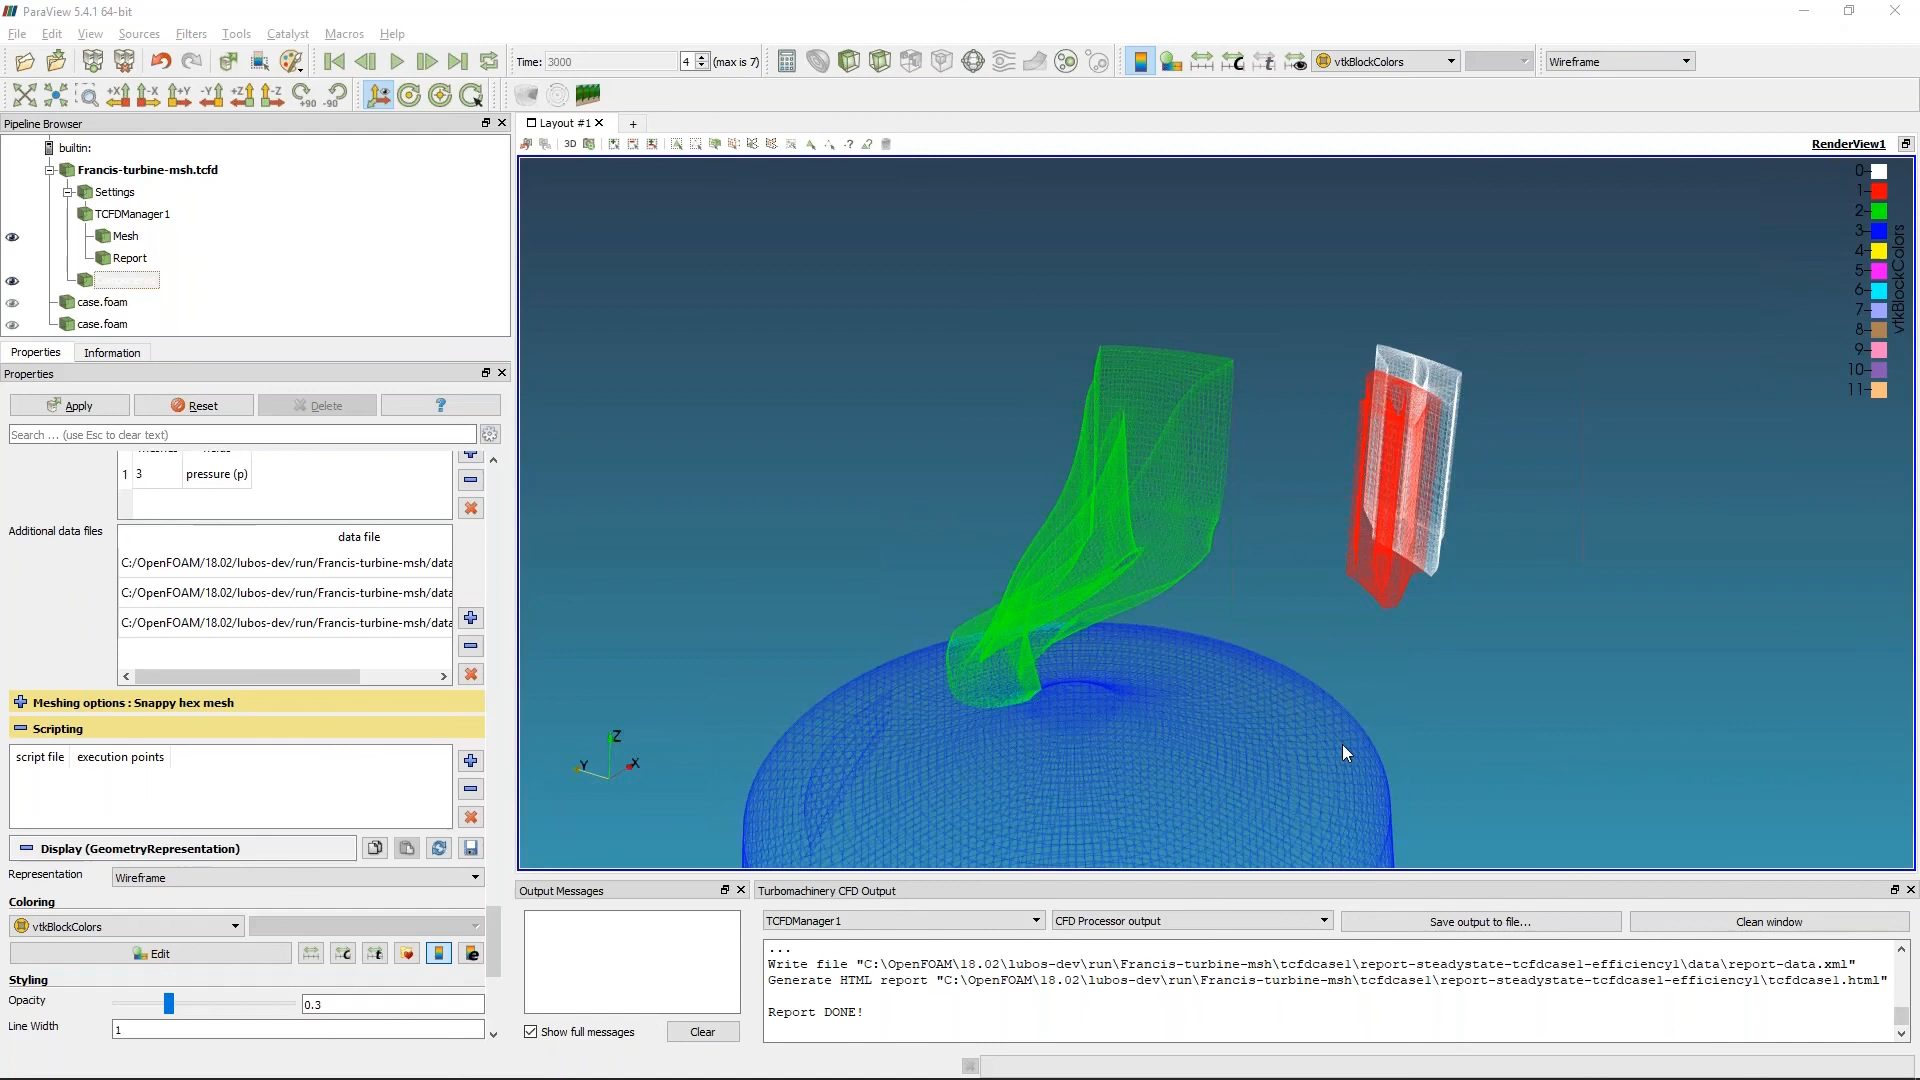 ParaView 5.4.1 64-bit
File Edit View Sources Filters Tools Catalyst Macros Help
Time: 3000 4 (max is 7) vtkBlockColors Wireframe
+X -X +Y -Y +Z -Z +90 -90
Pipeline Browser
builtin:
Francis-turbine-msh.tcfd
Settings
TCFDManager1
Mesh
Report
case.foam
case.foam
Properties Information
Properties
Apply Reset Delete ?
Search ... (use Esc to clear text)
1 3 pressure (p)
Additional data files
data file
C:/OpenFOAM/18.02/lubos-dev/run/Francis-turbine-msh/data
C:/OpenFOAM/18.02/lubos-dev/run/Francis-turbine-msh/data
C:/OpenFOAM/18.02/lubos-dev/run/Francis-turbine-msh/data
Meshing options : Snappy hex mesh
Scripting
script file execution points
Display (GeometryRepresentation)
Representation Wireframe
Coloring
vtkBlockColors
Edit
Styling
Opacity 0.3
Line Width 1
Layout #1
3D
RenderView1
0
1
2
3
4
5
6
7
8
9
10
11
vtkBlockColors
Z
Y X
Output Messages
Show full messages Clear
Turbomachinery CFD Output
TCFDManager1 CFD Processor output Save output to file... Clean window
...
Write file "C:\OpenFOAM\18.02\lubos-dev\run\Francis-turbine-msh\tcfdcase1\report-steadystate-tcfdcase1-efficiency1\data\report-data.xml"
Generate HTML report "C:\OpenFOAM\18.02\lubos-dev\run\Francis-turbine-msh\tcfdcase1\report-steadystate-tcfdcase1-efficiency1\tcfdcase1.html"
Report DONE!